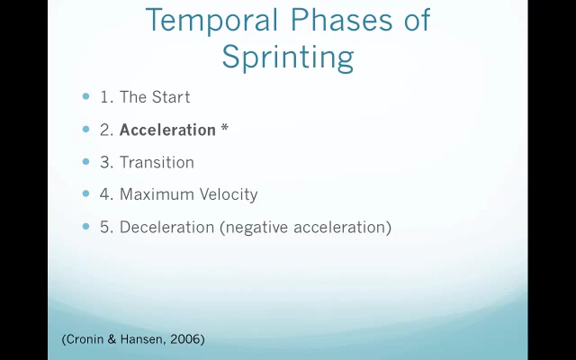 Temporal Phases of
Sprinting
• 1. The Start
• 2. Acceleration *
• 3. Transition
• 4. Maximum Velocity
• 5. Deceleration (negative acceleration)
(Cronin & Hansen, 2006)